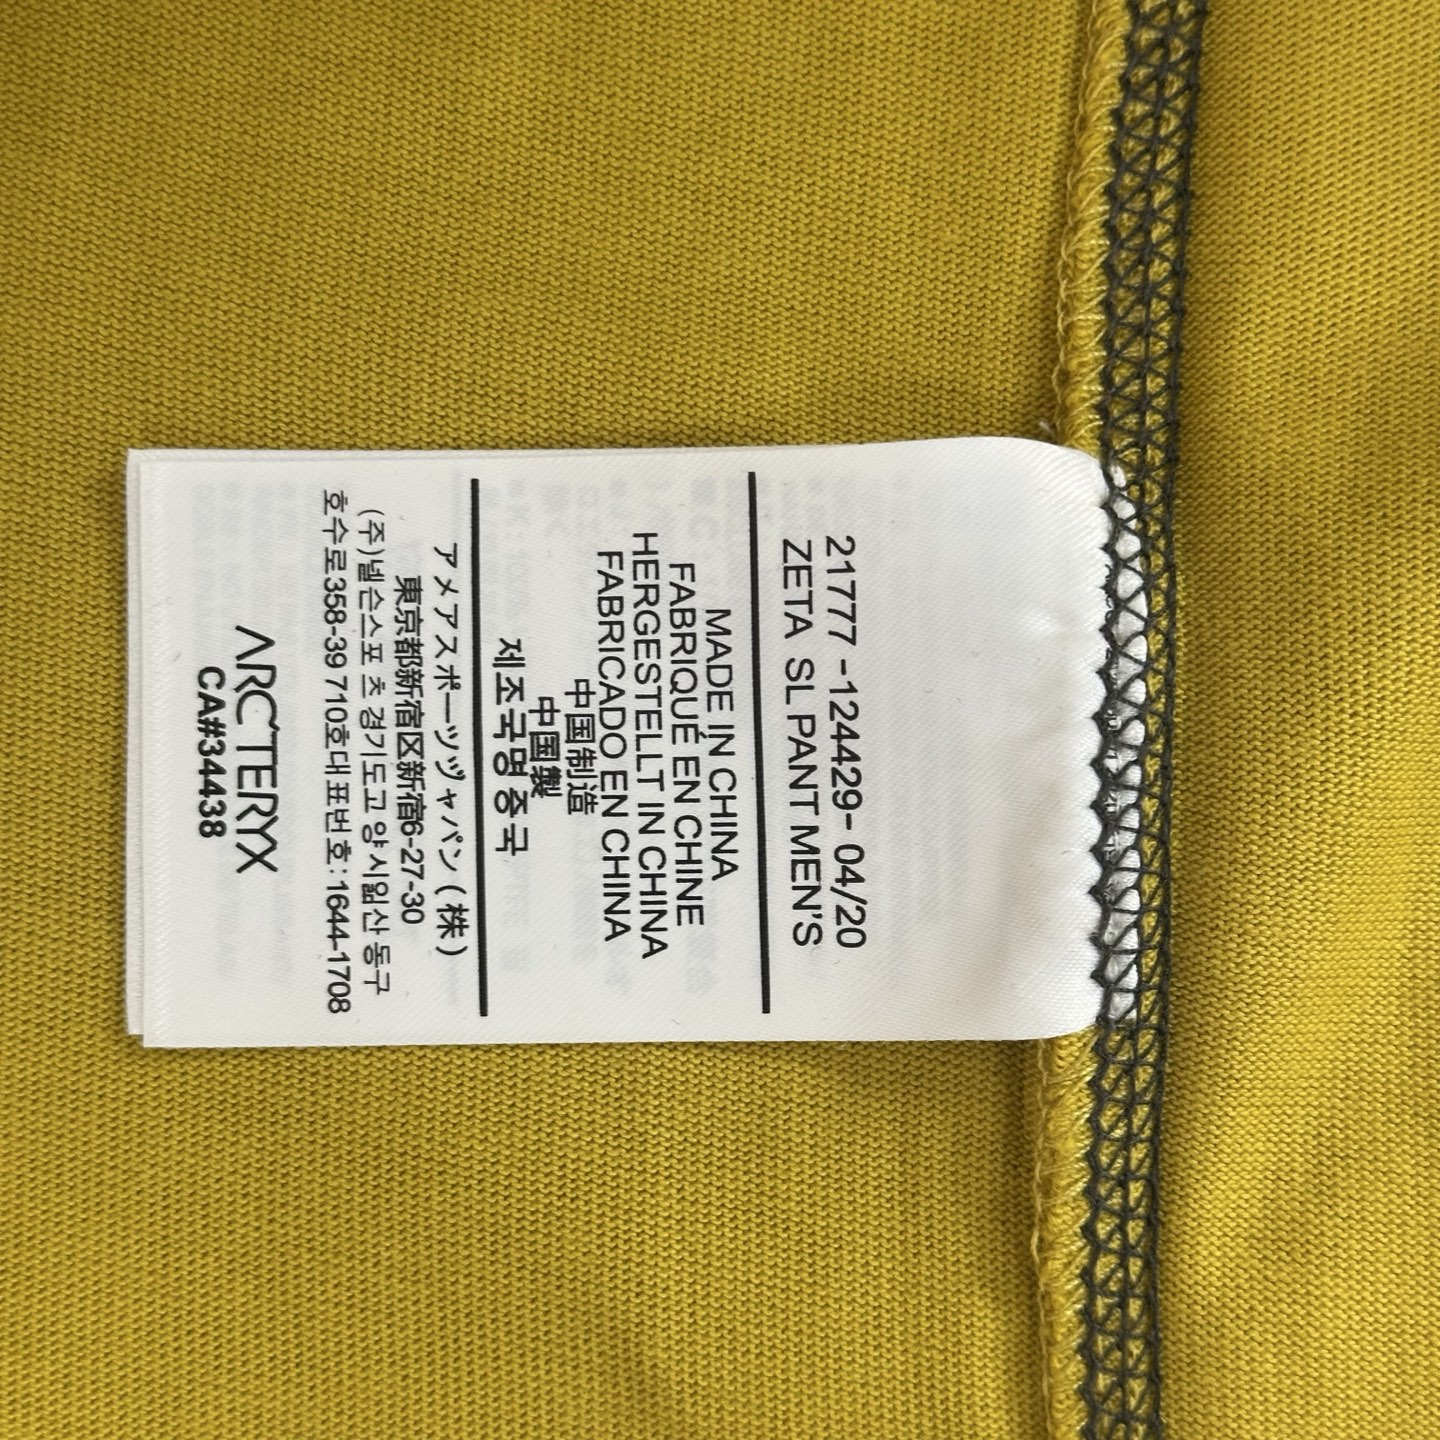 21777 -124429- 04/20
ZETA SL PANT MEN'S
MADE IN CHINA
FABRIQUÉ EN CHINE
HERGESTELLT IN CHINA
FABRICADO EN CHINA
中国制造
中国製
제조국명 중국
アメアスポーツジャパン(株)
東京都新宿区新宿6-27-30
(주)넬슨스포 츠 경기도고 양시일산 동구
호수로358-39 710호대 표번 호:1644-1708
ARC'TERYX
CA#34438